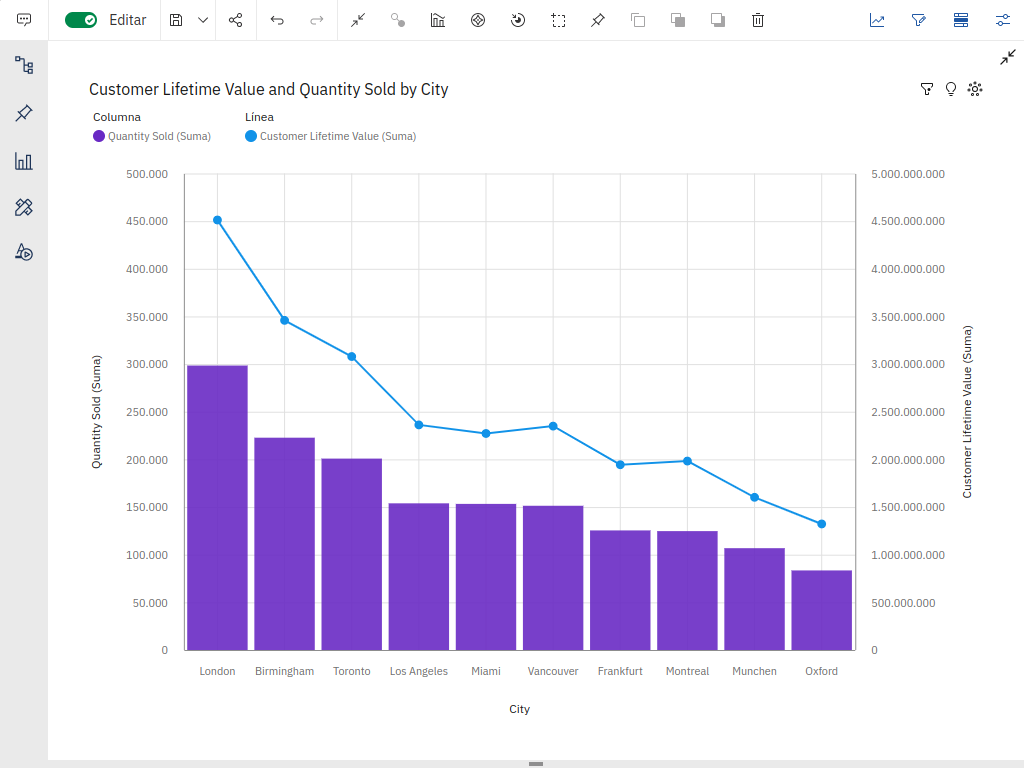 Editar
Customer Lifetime Value and Quantity Sold by City
Columna
Línea
Quantity Sold (Suma)
Customer Lifetime Value (Suma)
500.000
5.000.000.000
450.000
4.500.000.000
400.000
4.000.000.000
350.000
3.500.000.000
300.000
3.000.000.000
250.000
2.500.000.000
200.000
2.000.000.000
150.000
1.500.000.000
100.000
1.000.000.000
50.000
500.000.000
0
0
Quantity Sold (Suma)
Customer Lifetime Value (Suma)
London
Birmingham
Toronto
Los Angeles
Miami
Vancouver
Frankfurt
Montreal
Munchen
Oxford
City